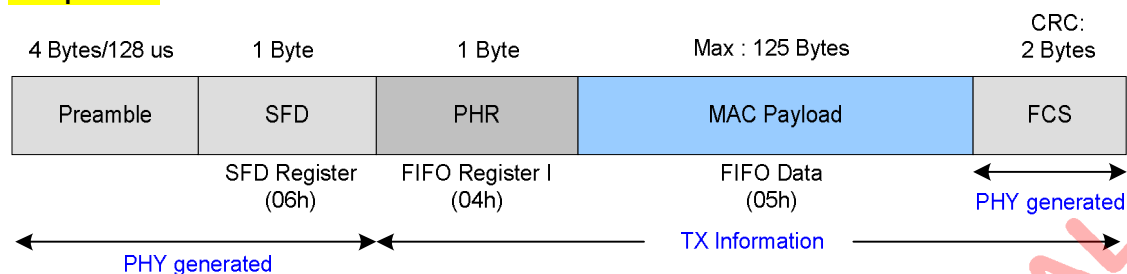 CRC:
4 Bytes/128 us 1 Byte 1 Byte Max : 125 Bytes 2 Bytes
Preamble SFD PHR MAC Payload FCS
SFD Register FIFO Register I FIFO Data
(06h) (04h) (05h)
PHY generated
TX Information
PHY generated